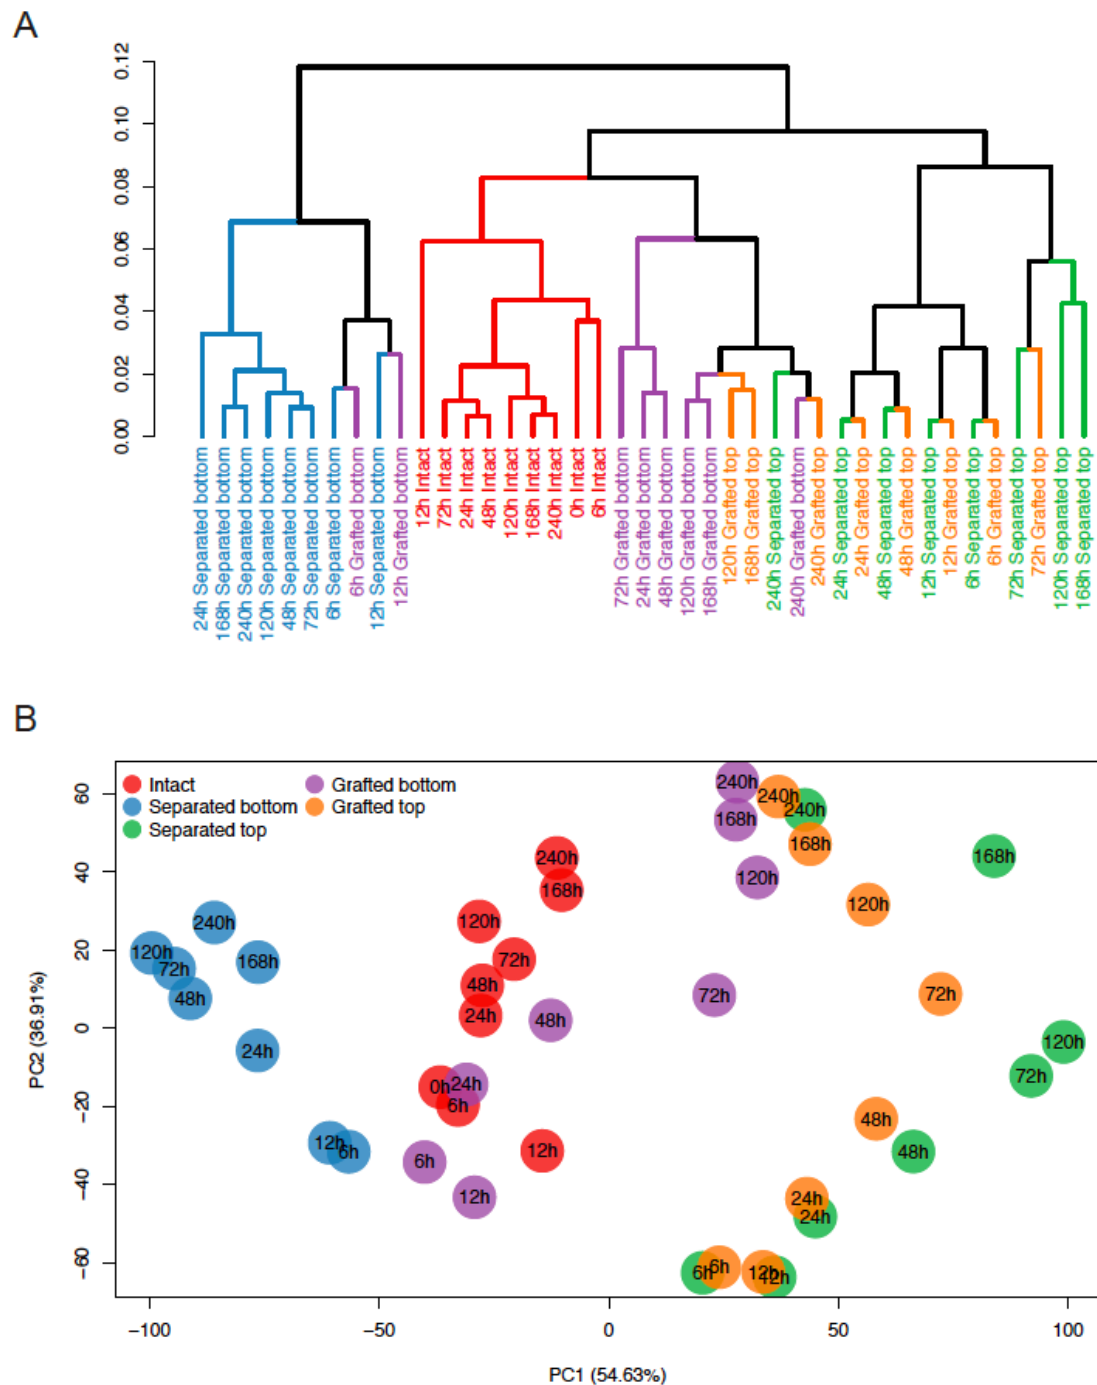 A
0.12
0.10
0.08
0.06
0.04
0.02
0.00
24h Separated bottom
168h Separated bottom
240h Separated bottom
120h Separated bottom
48h Separated bottom
72h Separated bottom
6h Separated bottom
6h Grafted bottom
12h Separated bottom
12h Grafted bottom
12h Intact
72h Intact
24h Intact
48h Intact
120h Intact
168h Intact
240h Intact
0h Intact
6h Intact
72h Grafted bottom
24h Grafted bottom
48h Grafted bottom
120h Grafted bottom
168h Grafted bottom
120h Grafted top
168h Grafted top
240h Separated top
240h Grafted bottom
240h Grafted top
24h Separated top
24h Grafted top
48h Separated top
48h Grafted top
12h Separated top
12h Grafted top
6h Separated top
6h Grafted top
72h Separated top
72h Grafted top
120h Separated top
168h Separated top
B
Intact
Separated bottom
Separated top
Grafted bottom
Grafted top
PC2 (36.91%)
60
40
20
0
−20
−40
−60
240h
240h
240h
168h
168h
240h
168h
168h
120h
120h
120h
240h
120h
72h
168h
72h
48h
48h
24h
48h
72h
72h
120h
72h
24h
0h
24h
6h
48h
48h
12h
6h
12h
6h
12h
24h
24h
6h
6h
12h
12h
−100
−50
0
50
100
PC1 (54.63%)